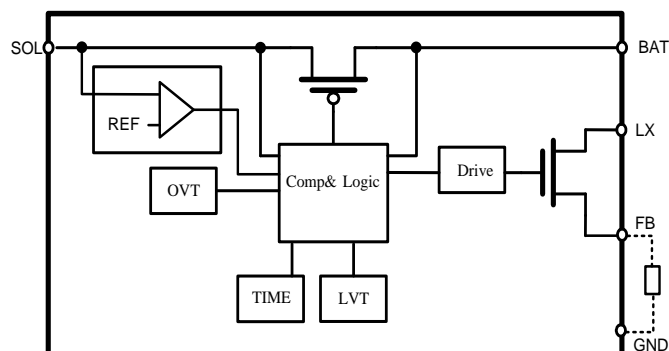 SOL
BAT
LX
REF
Comp& Logic
Drive
OVT
FB
TIME
LVT
GND